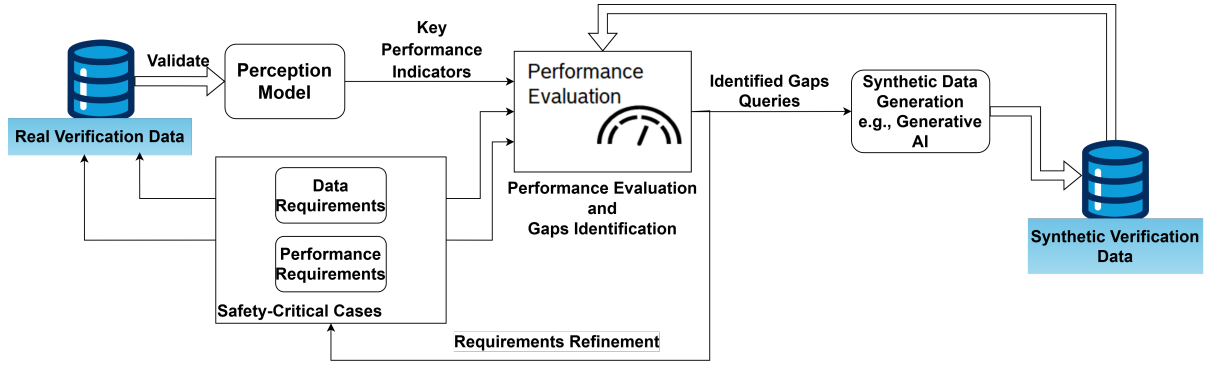 Real Verification Data
Validate
Perception
Model
Key
Performance
Indicators
Performance
Evaluation
Performance Evaluation
and
Gaps Identification
Identified Gaps
Queries
Synthetic Data
Generation
e.g., Generative
AI
Synthetic Verification
Data
Data
Requirements
Performance
Requirements
Safety-Critical Cases
Requirements Refinement